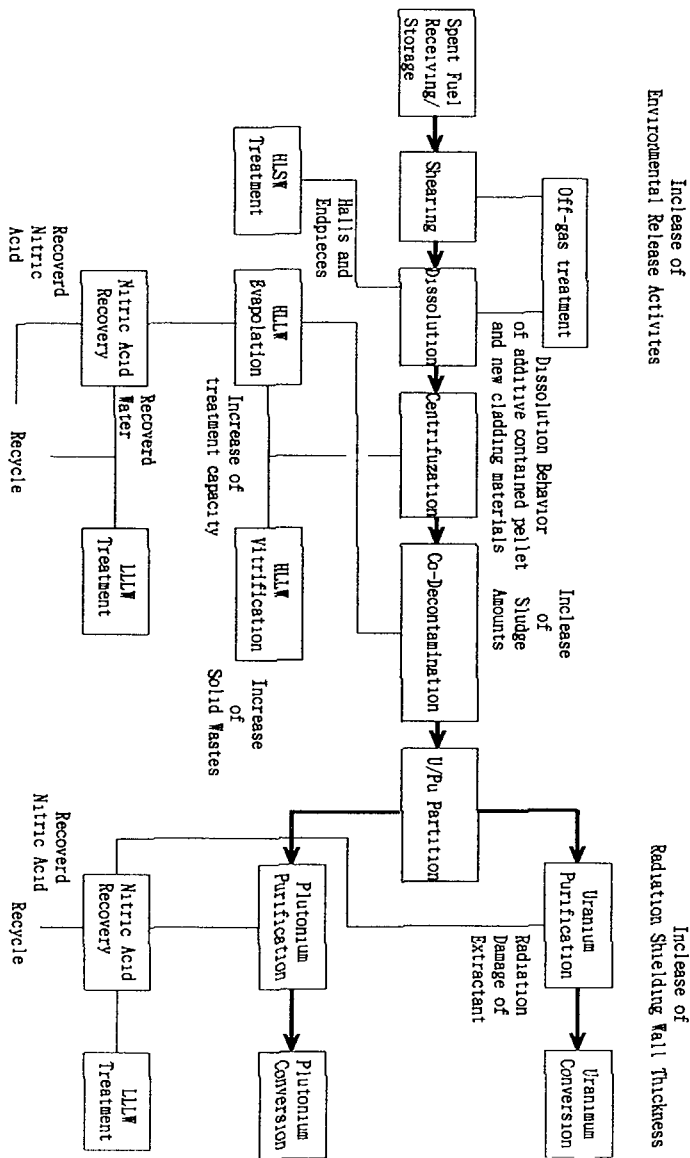 Inclease of
Environmental Release Activites
Inclease of
Radiation Shielding Wall Thickness
Off-gas treatment
Uranium
Purification
Uranimum
Conversion
Dissolution Behavior
of additive contained pellet
and new cladding materials
Inclease
of
Sludge
Amounts
Radiation
Damage of
Extractant
Spent Fuel
Receiving/
Storage
Shearing
Dissolution
Centrifuzation
Co-Decontamination
U/Pu Partition
Halls and
Endpieces
HLSW
Treatment
HLLW
Evapolation
Increase of
treatment capacity
HLLW
Vitrification
Increase
of
Solid Wastes
Plutonium
Purification
Plutonium
Conversion
Nitric Acid
Recovery
Recoverd
Water
LLLW
Treatment
Recoverd
Nitric
Acid
Recycle
Nitric Acid
Recovery
LLLW
Treatment
Recoverd
Nitric Acid
Recycle